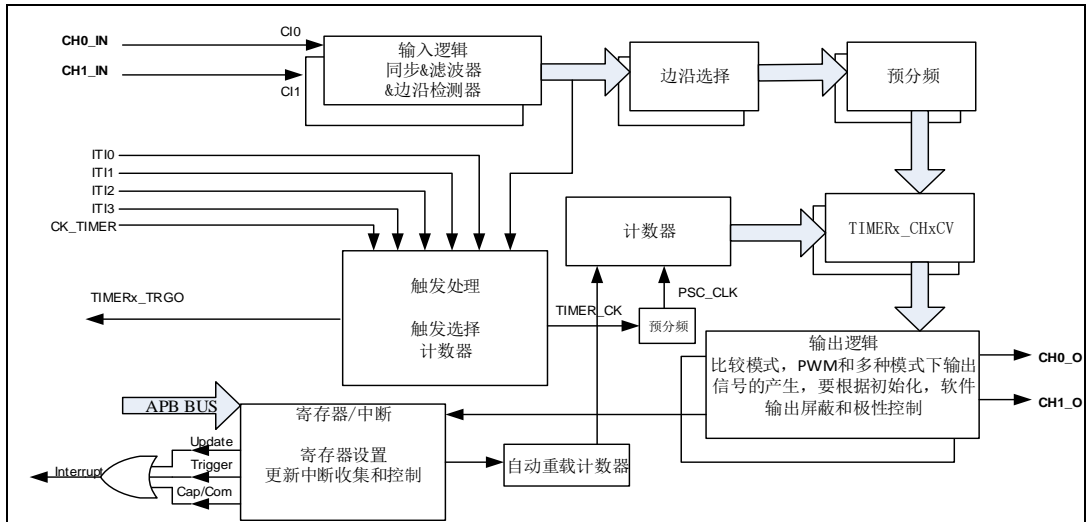 CH0_IN
CI0
CH1_IN
CI1
输入逻辑
同步&滤波器
&边沿检测器
边沿选择
预分频
ITI0
ITI1
ITI2
ITI3
CK_TIMER
计数器
TIMERx_CHxCV
触发处理
触发选择
计数器
TIMERx_TRGO
TIMER_CK
PSC_CLK
预分频
输出逻辑
比较模式，PWM和多种模式下输出
信号的产生，要根据初始化，软件
输出屏蔽和极性控制
CH0_O
CH1_O
APB BUS
寄存器/中断
寄存器设置
更新中断收集和控制
自动重载计数器
Update
Trigger
Cap/Com
Interrupt